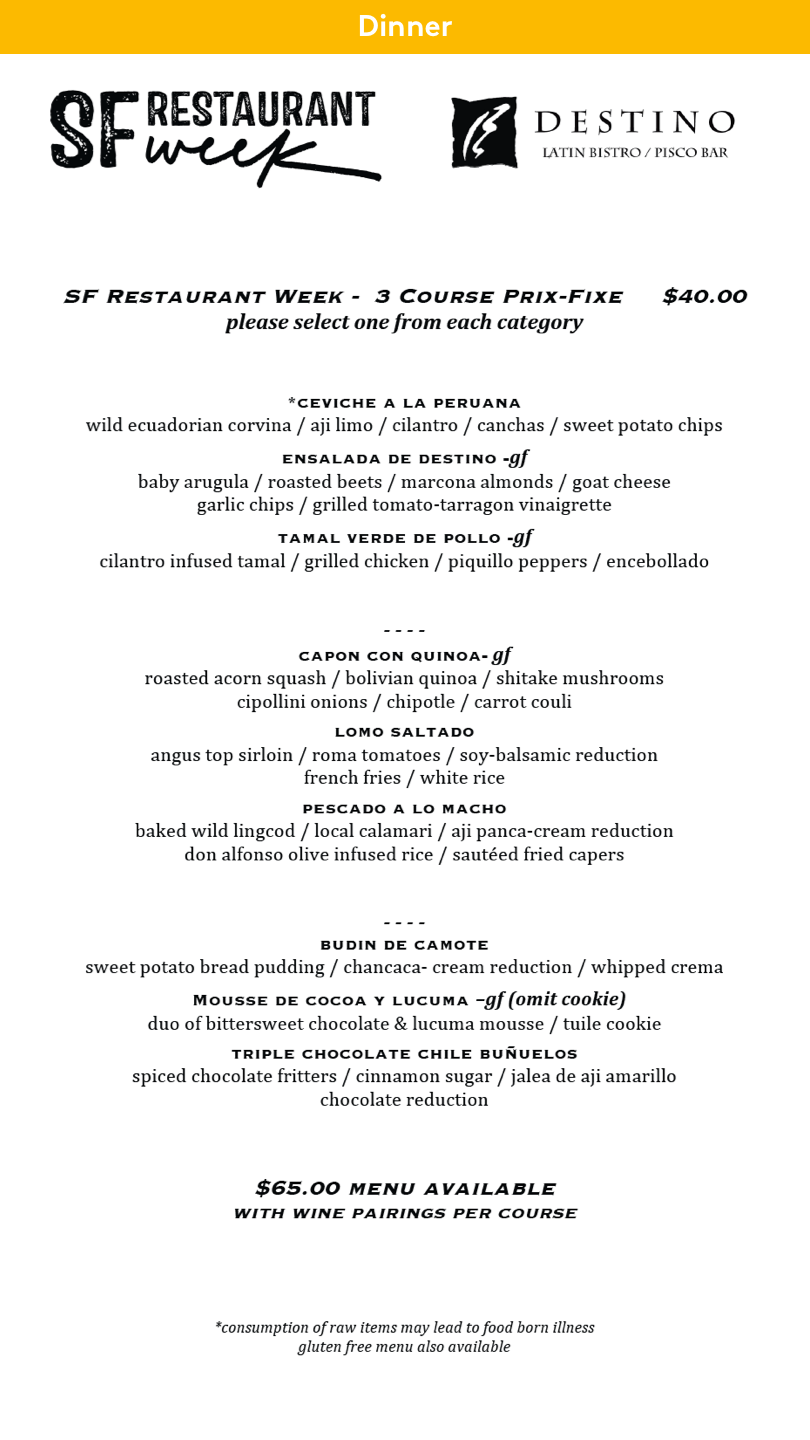 Dinner
SF RESTAURANT week
DESTINO
LATIN BISTRO / PISCO BAR
SF Restaurant Week - 3 Course Prix-Fixe $40.00
please select one from each category
*CEVICHE A LA PERUANA
wild ecuadorian corvina / aji limo / cilantro / canchas / sweet potato chips
ENSALADA DE DESTINO -gf
baby arugula / roasted beets / marcona almonds / goat cheese
garlic chips / grilled tomato-tarragon vinaigrette
TAMAL VERDE DE POLLO -gf
cilantro infused tamal / grilled chicken / piquillo peppers / encebollado
- - - -
CAPON CON QUINOA- gf
roasted acorn squash / bolivian quinoa / shitake mushrooms
cipollini onions / chipotle / carrot couli
LOMO SALTADO
angus top sirloin / roma tomatoes / soy-balsamic reduction
french fries / white rice
PESCADO A LO MACHO
baked wild lingcod / local calamari / aji panca-cream reduction
don alfonso olive infused rice / sautéed fried capers
- - - -
BUDIN DE CAMOTE
sweet potato bread pudding / chancaca- cream reduction / whipped crema
Mousse de cocoa y lucuma –gf (omit cookie)
duo of bittersweet chocolate & lucuma mousse / tuile cookie
TRIPLE CHOCOLATE CHILE BUÑUELOS
spiced chocolate fritters / cinnamon sugar / jalea de aji amarillo
chocolate reduction
$65.00 MENU AVAILABLE
WITH WINE PAIRINGS PER COURSE
*consumption of raw items may lead to food born illness
gluten free menu also available